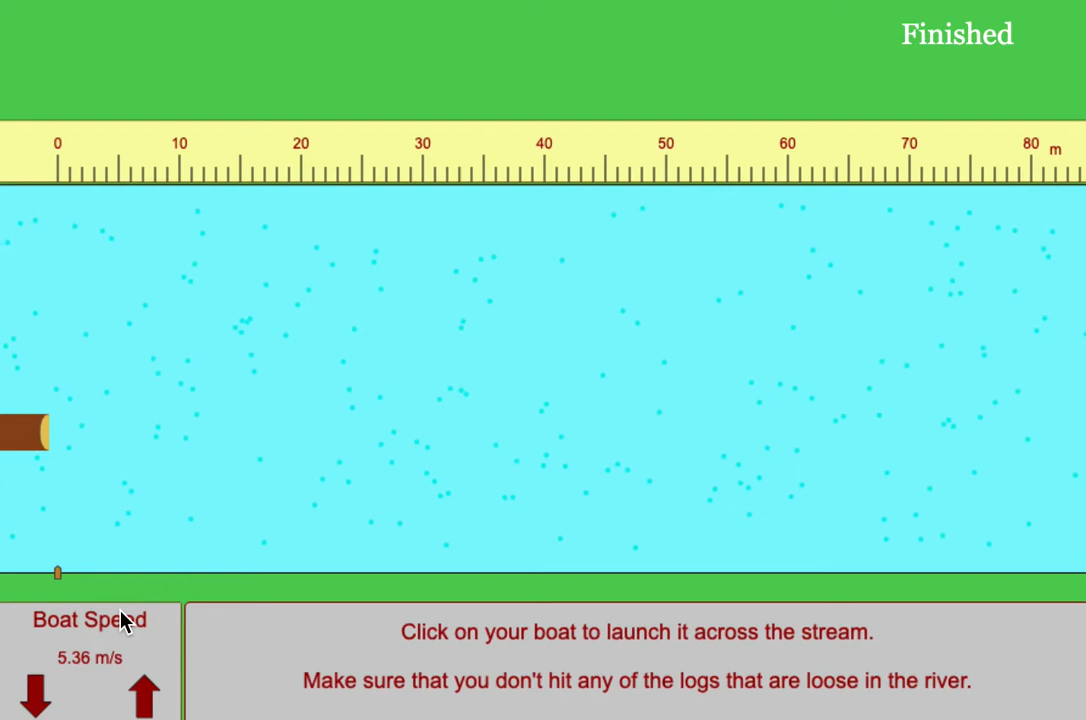 Finished
0 10 20 30 40 50 60 70 80 m
Boat Speed
5.36 m/s
Click on your boat to launch it across the stream.
Make sure that you don't hit any of the logs that are loose in the river.